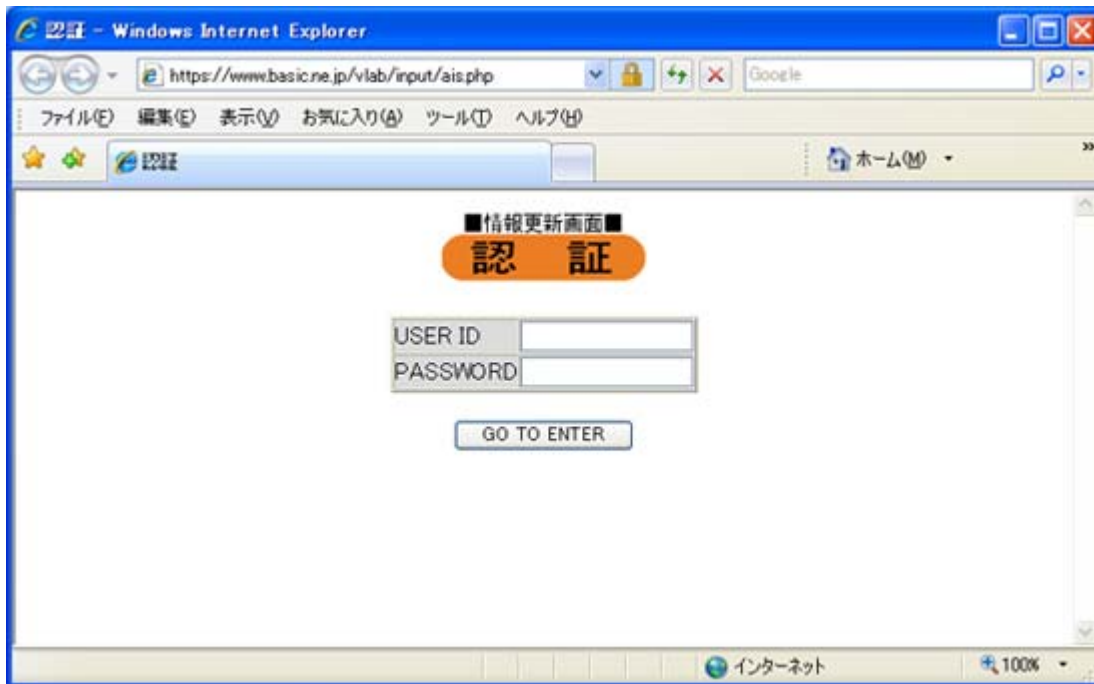 認証 - Windows Internet Explorer
https://www.basic.ne.jp/vlab/input/ais.php
Google
ファイル(F) 編集(E) 表示(V) お気に入り(A) ツール(T) ヘルプ(H)
認証
ホーム(M)
■情報更新画面■
認 証
USER ID
PASSWORD
GO TO ENTER
インターネット
100%